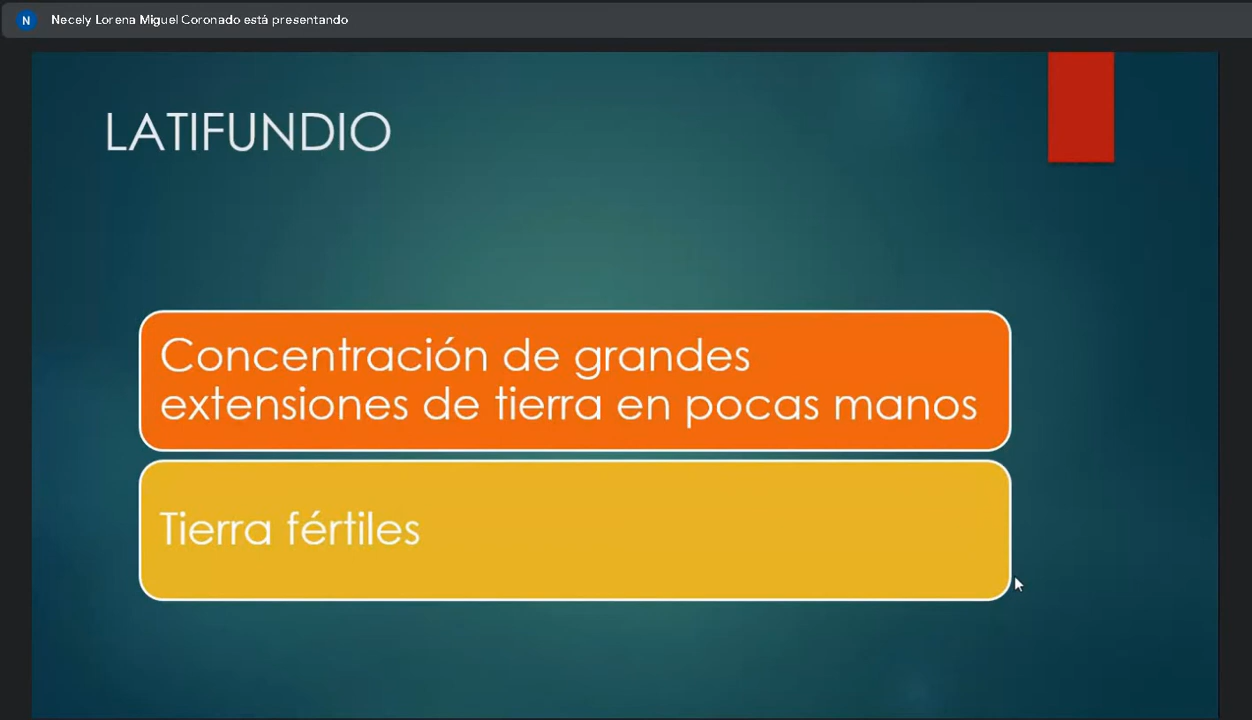 N
Necely Lorena Miguel Coronado está presentando
LATIFUNDIO
Concentración de grandes
extensiones de tierra en pocas manos
Tierra fértiles